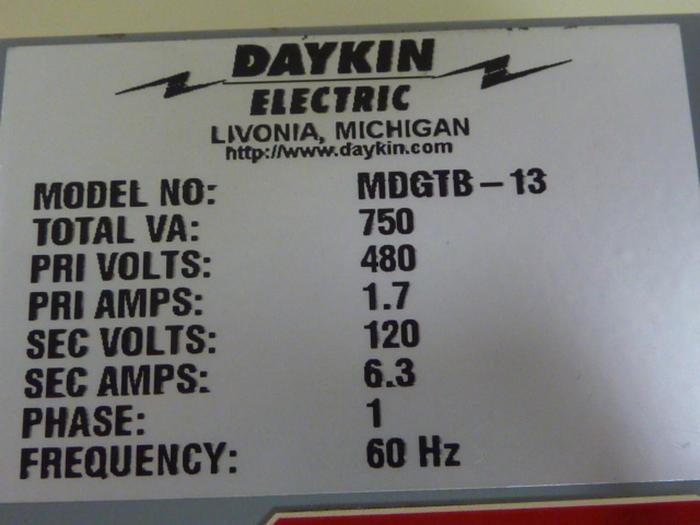 DAYKIN
ELECTRIC
LIVONIA, MICHIGAN
http://www.daykin.com
MODEL NO: MDGTB – 13
TOTAL VA: 750
PRI VOLTS: 480
PRI AMPS: 1.7
SEC VOLTS: 120
SEC AMPS: 6.3
PHASE: 1
FREQUENCY: 60 Hz